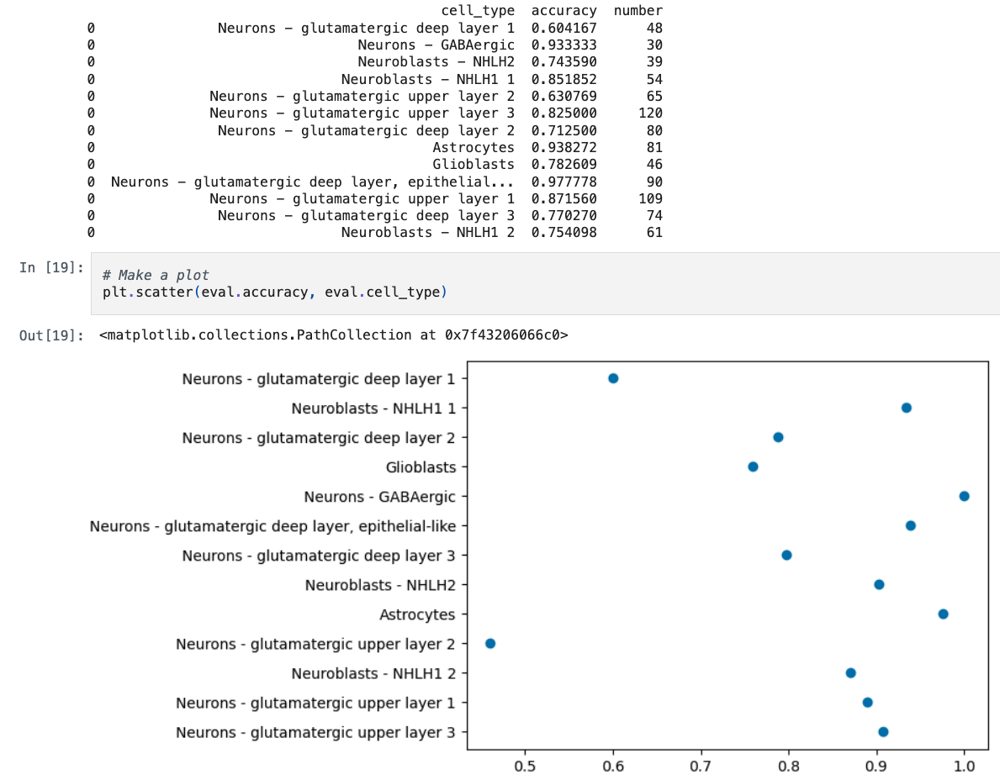 cell_type accuracy number
0 Neurons – glutamatergic deep layer 1 0.604167 48
0 Neurons – GABAergic 0.933333 30
0 Neuroblasts – NHLH2 0.743590 39
0 Neuroblasts – NHLH1 1 0.851852 54
0 Neurons – glutamatergic upper layer 2 0.630769 65
0 Neurons – glutamatergic upper layer 3 0.825000 120
0 Neurons – glutamatergic deep layer 2 0.712500 80
0 Astrocytes 0.938272 81
0 Glioblasts 0.782609 46
0 Neurons – glutamatergic deep layer, epithelial... 0.977778 90
0 Neurons – glutamatergic upper layer 1 0.871560 109
0 Neurons – glutamatergic deep layer 3 0.770270 74
0 Neuroblasts – NHLH1 2 0.754098 61
In [19]: # Make a plot
plt.scatter(eval.accuracy, eval.cell_type)
Out[19]: <matplotlib.collections.PathCollection at 0x7f43206066c0>
Neurons - glutamatergic deep layer 1
Neuroblasts - NHLH1 1
Neurons - glutamatergic deep layer 2
Glioblasts
Neurons - GABAergic
Neurons - glutamatergic deep layer, epithelial-like
Neurons - glutamatergic deep layer 3
Neuroblasts - NHLH2
Astrocytes
Neurons - glutamatergic upper layer 2
Neuroblasts - NHLH1 2
Neurons - glutamatergic upper layer 1
Neurons - glutamatergic upper layer 3
0.5 0.6 0.7 0.8 0.9 1.0